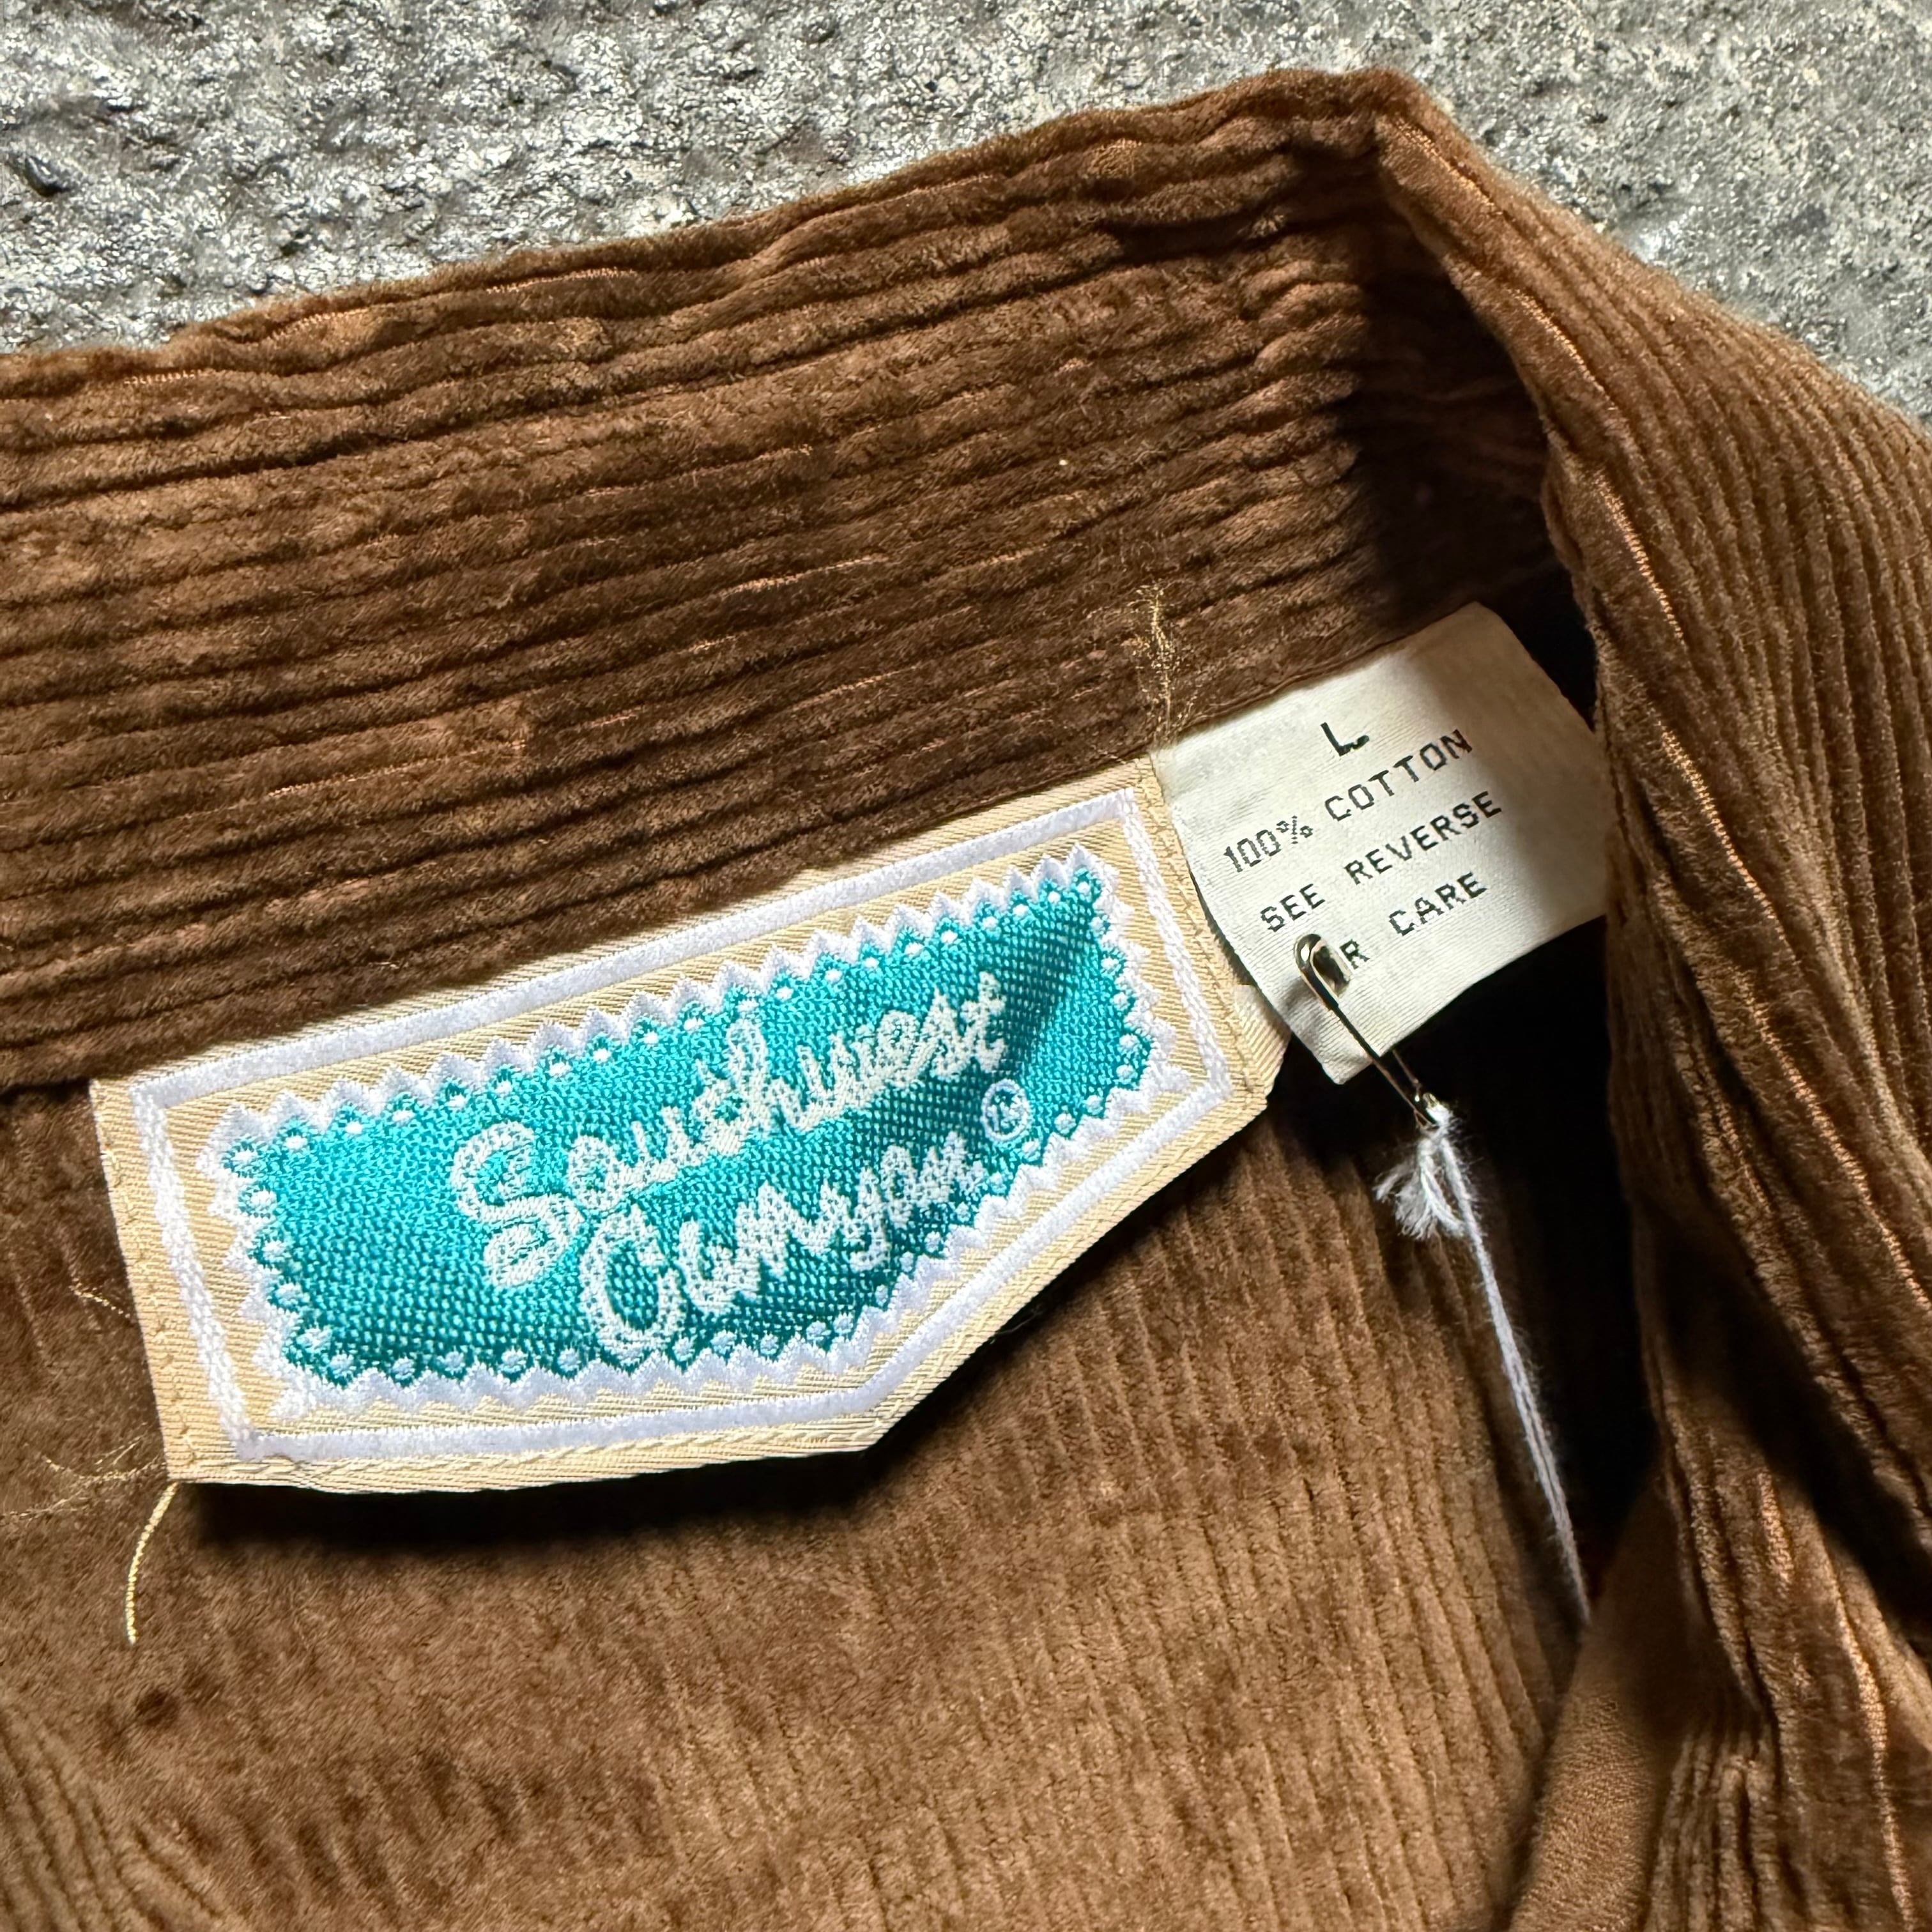 Southwest
Canyon ®
L
100% COTTON
SEE REVERSE
R CARE